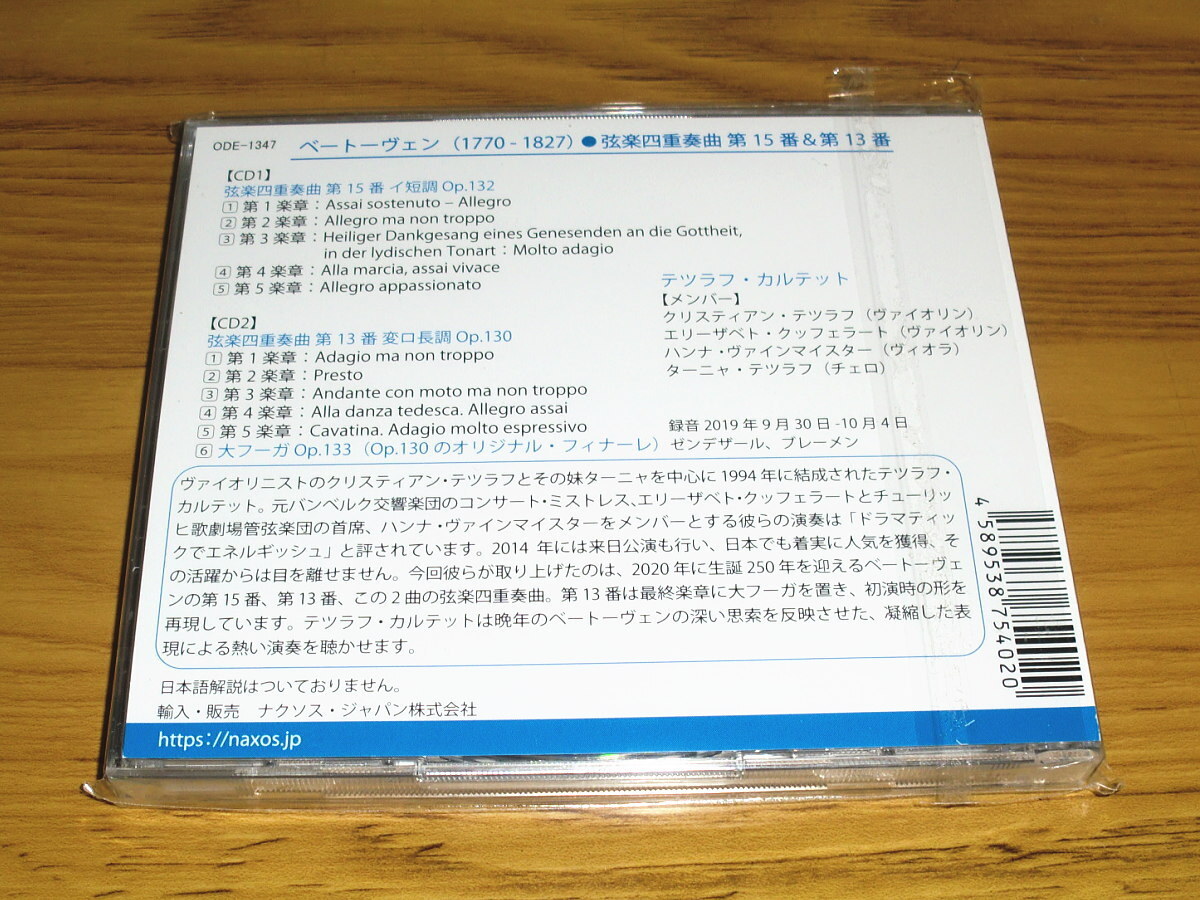 ODE-1347 ベートーヴェン（1770 - 1827）●弦楽四重奏曲 第 15 番＆第 13 番
【CD1】
弦楽四重奏曲 第 15 番 イ短調 Op.132
1 第 1 楽章：Assai sostenuto – Allegro
2 第 2 楽章：Allegro ma non troppo
3 第 3 楽章：Heiliger Dankgesang eines Genesenden an die Gottheit,
in der lydischen Tonart：Molto adagio
4 第 4 楽章：Alla marcia, assai vivace
5 第 5 楽章：Allegro appassionato
【CD2】
弦楽四重奏曲 第 13 番 変ロ長調 Op.130
1 第 1 楽章：Adagio ma non troppo
2 第 2 楽章：Presto
3 第 3 楽章：Andante con moto ma non troppo
4 第 4 楽章：Alla danza tedesca. Allegro assai
5 第 5 楽章：Cavatina. Adagio molto espressivo
6 大フーガ Op.133（Op.130 のオリジナル・フィナーレ）
テツラフ・カルテット
【メンバー】
クリスティアン・テツラフ（ヴァイオリン）
エリーザベト・クッフェラート（ヴァイオリン）
ハンナ・ヴァインマイスター（ヴィオラ）
ターニャ・テツラフ（チェロ）
録音 2019 年 9 月 30 日 -10 月 4 日
ゼンデザール、ブレーメン
ヴァイオリニストのクリスティアン・テツラフとその妹ターニャを中心に 1994 年に結成されたテツラフ・
カルテット。元バンベルク交響楽団のコンサート・ミストレス、エリーザベト・クッフェラートとチューリッ
ヒ歌劇場管弦楽団の首席、ハンナ・ヴァインマイスターをメンバーとする彼らの演奏は「ドラマティッ
クでエネルギッシュ」と評されています。2014 年には来日公演も行い、日本でも着実に人気を獲得、そ
の活躍からは目を離せません。今回彼らが取り上げたのは、2020 年に生誕 250 年を迎えるベートーヴェ
ンの第 15 番、第 13 番、この 2 曲の弦楽四重奏曲。第 13 番は最終楽章に大フーガを置き、初演時の形を
再現しています。テツラフ・カルテットは晩年のベートーヴェンの深い思索を反映させた、凝縮した表
現による熱い演奏を聴かせます。
4 589538 754020
日本語解説はついておりません。
輸入・販売　ナクソス・ジャパン株式会社
https://naxos.jp